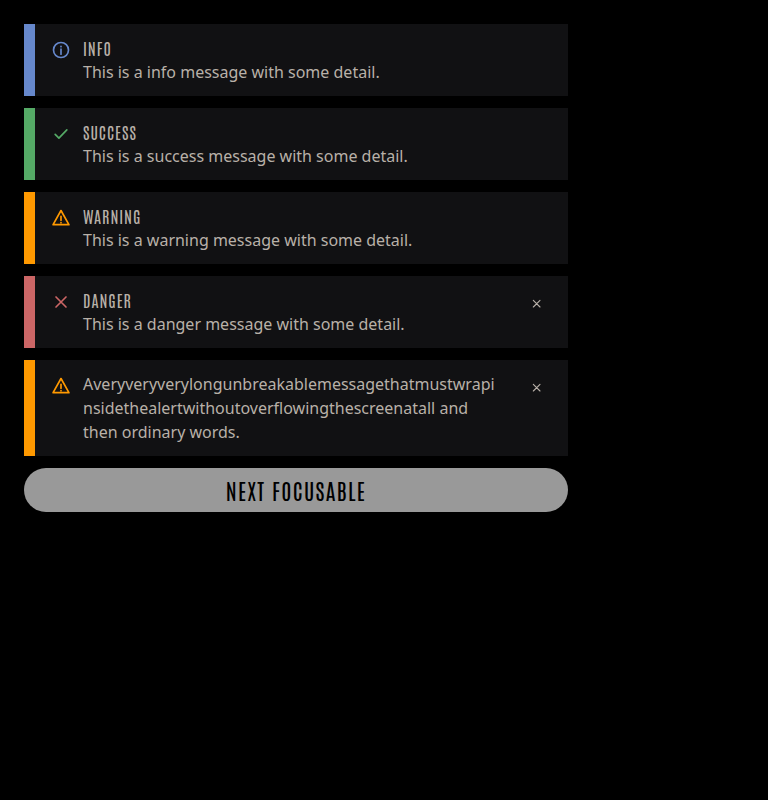 INFO
This is a info message with some detail.
SUCCESS
This is a success message with some detail.
WARNING
This is a warning message with some detail.
DANGER
This is a danger message with some detail.
Averyveryverylongunbreakablemessagethatmustwrapi
nsidethealertwithoutoverflowingthescreenatall and
then ordinary words.
NEXT FOCUSABLE